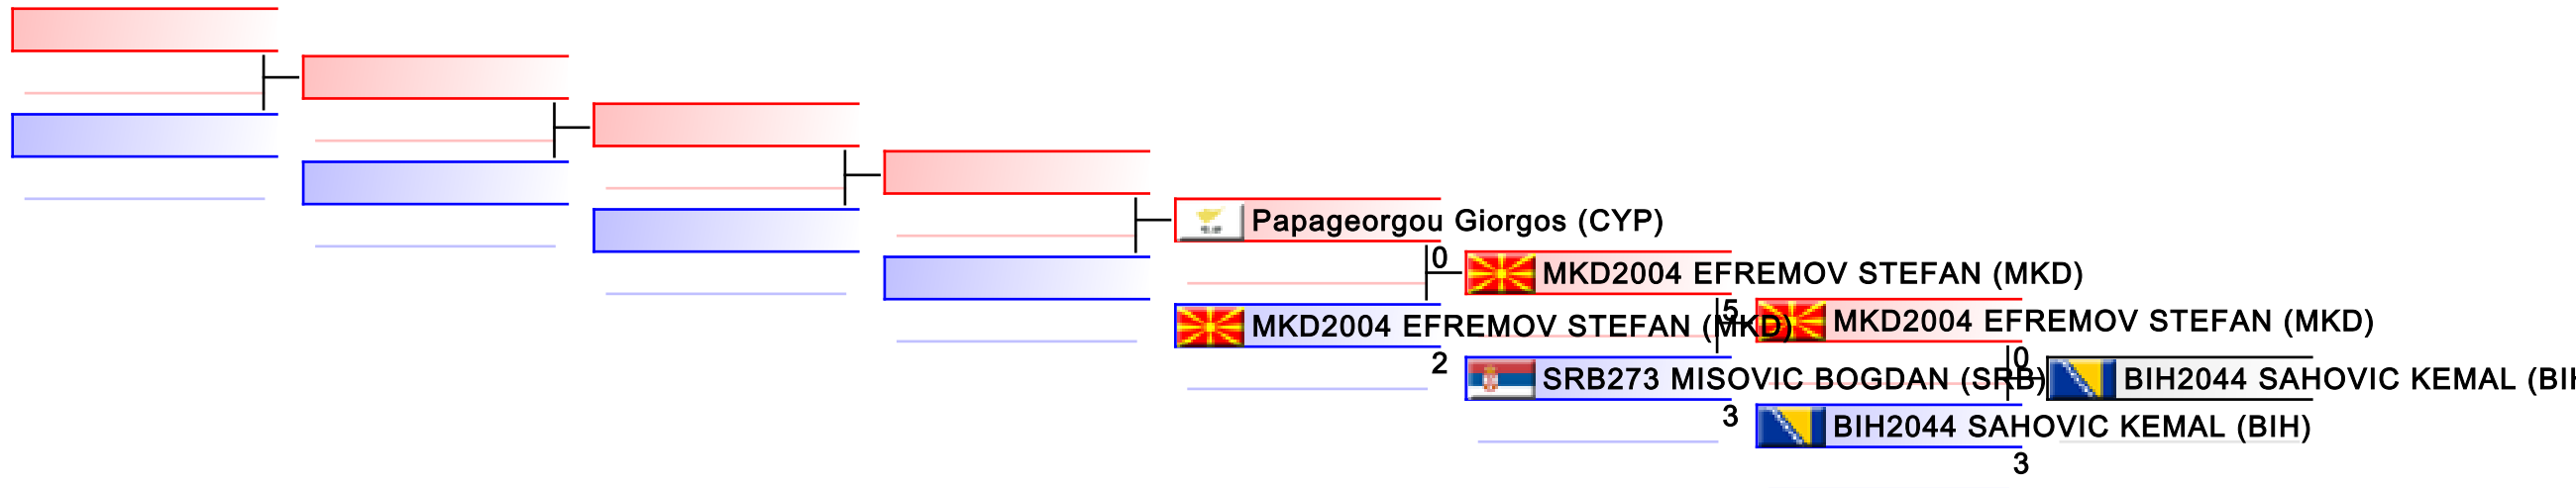 Papageorgou Giorgos (CYP)
0
MKD2004 EFREMOV STEFAN (MKD)
MKD2004 EFREMOV STEFAN (MKD)
2
5
MKD2004 EFREMOV STEFAN (MKD)
SRB273 MISOVIC BOGDAN (SRB)
3
0
BIH2044 SAHOVIC KEMAL (BIH
BIH2044 SAHOVIC KEMAL (BIH)
3